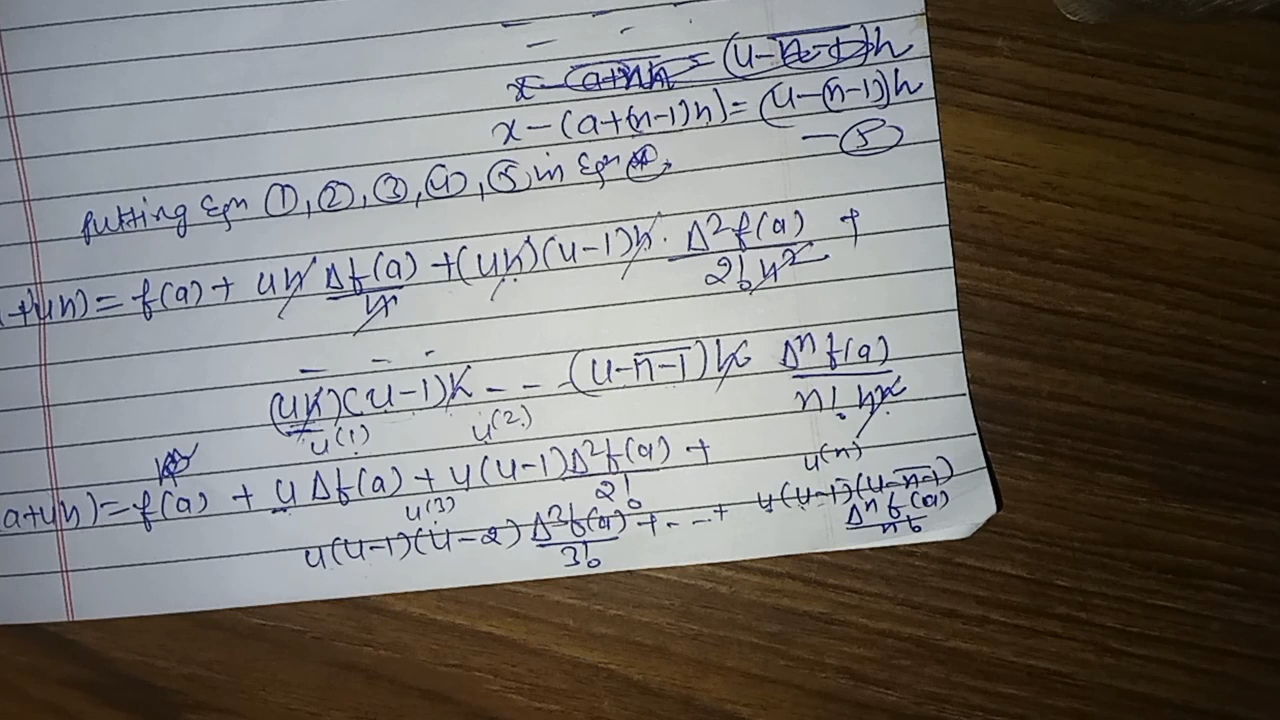 x-(a+(n-1)h)=(u-(n-1))h
-⑤
putting Eqn ①, ②, ③, ④, ⑤ in Eqn
+uh) = f(a) + uh Δf(a)/h + (uh)(u-1)h. Δ²f(a)/2!h² +
(uh)(u-1)h - - - (u-n-1)h Δⁿf(a)/n! hⁿ
u(1) u(2)
a+uh) = f(a) + u Δf(a) + u(u-1)Δ²f(a)/2! +
u(3) u(n)
u(u-1)(u-2) Δ³f(a)/3! + - - + u(u-1)(u-n-1) Δⁿf(a)/n!